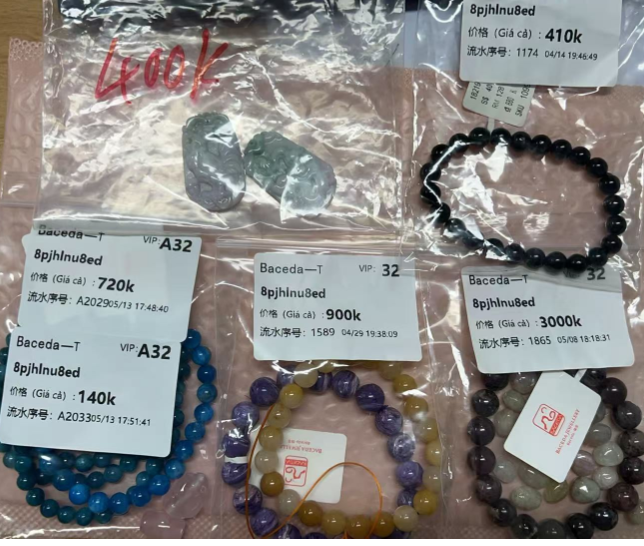 400k
8pjhlnu8ed
价格（Giá cả）: 410k
流水序号: 1174 04/14 19:46:49
Baceda—T VIP: A32
8pjhlnu8ed
价格（Giá cả）: 720k
流水序号: A2029 05/13 17:48:40
Baceda—T VIP: A32
8pjhlnu8ed
价格（Giá cả）: 140k
流水序号: A2033 05/13 17:51:41
Baceda—T VIP: 32
8pjhlnu8ed
价格（Giá cả）: 900k
流水序号: 1589 04/29 19:38:09
Baceda—T 32
8pjhlnu8ed
价格（Giá cả）: 3000k
流水序号: 1865 05/08 18:18:31
BACEDA JEWELLERY